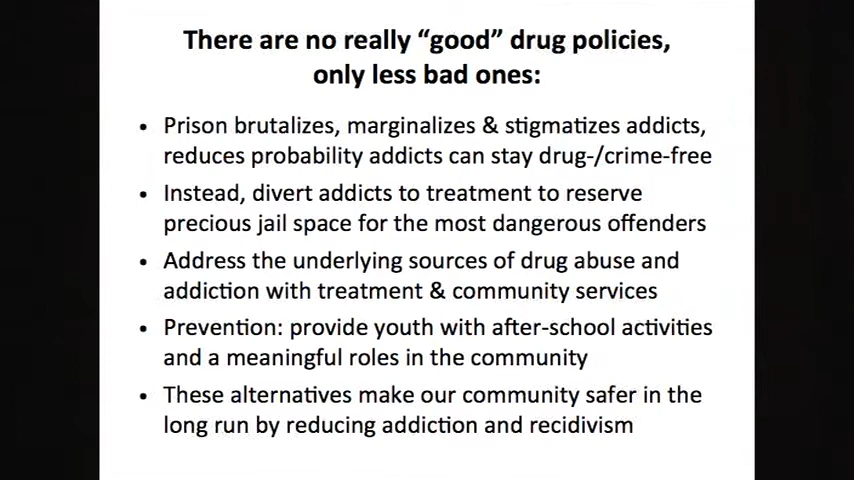 There are no really “good” drug policies,
only less bad ones:
• Prison brutalizes, marginalizes & stigmatizes addicts,
reduces probability addicts can stay drug-/crime-free
• Instead, divert addicts to treatment to reserve
precious jail space for the most dangerous offenders
• Address the underlying sources of drug abuse and
addiction with treatment & community services
• Prevention: provide youth with after-school activities
and a meaningful roles in the community
• These alternatives make our community safer in the
long run by reducing addiction and recidivism